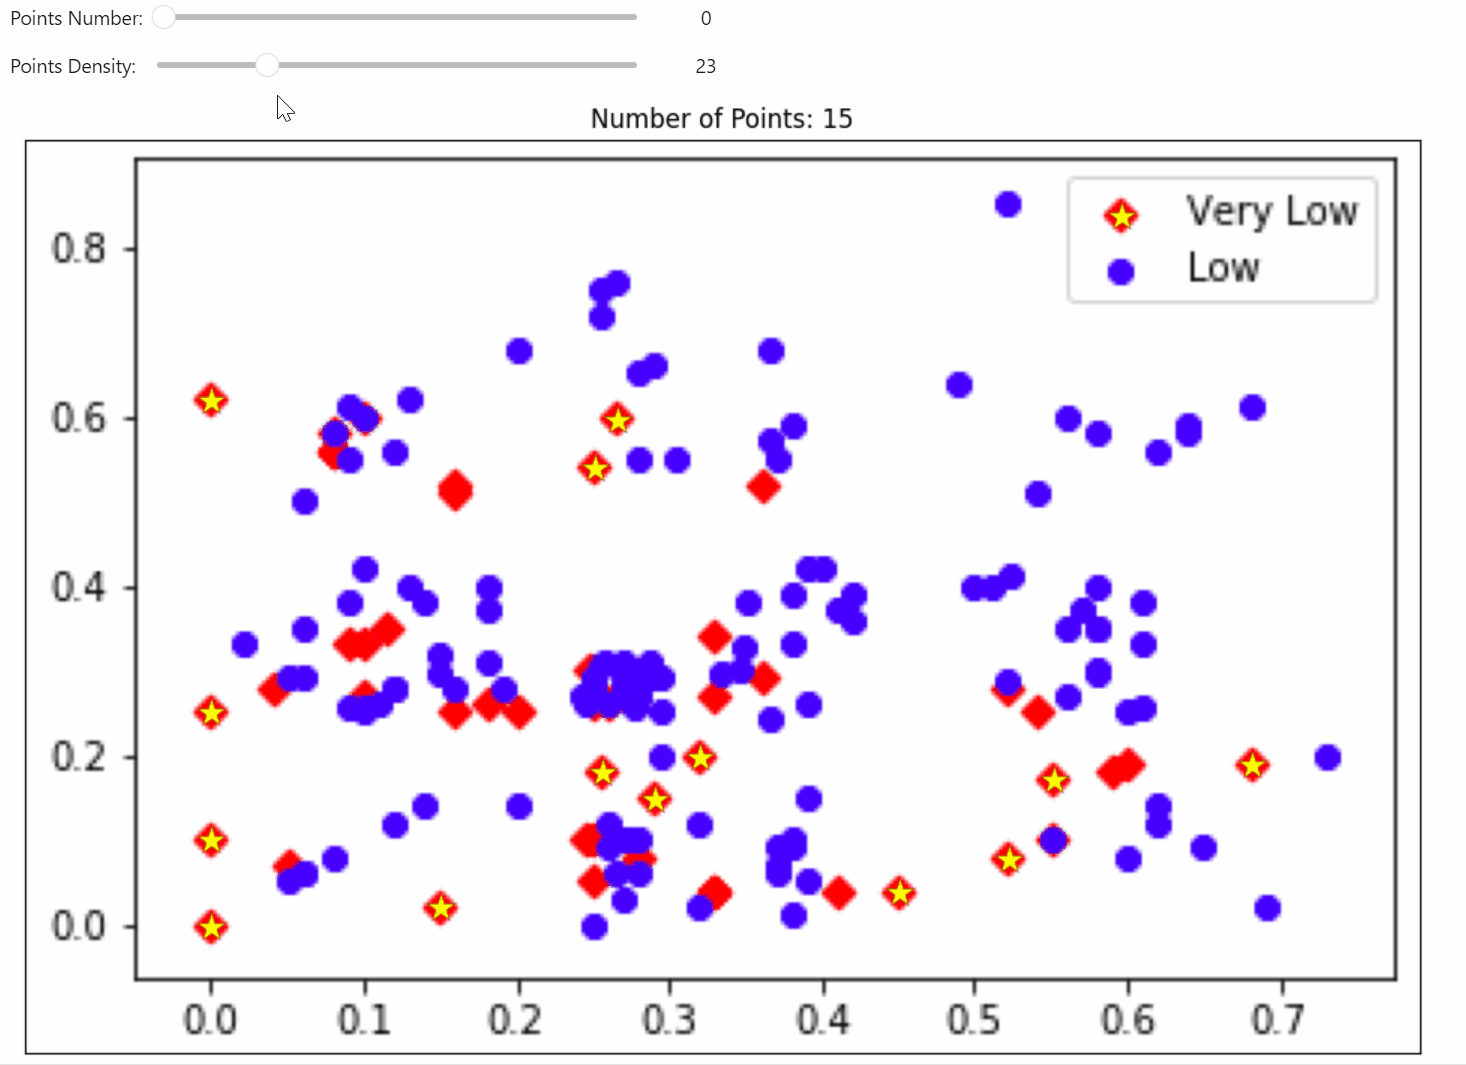 Points Number: 0
Points Density: 23
Number of Points: 15
Very Low
Low
0.8
0.6
0.4
0.2
0.0
0.0 0.1 0.2 0.3 0.4 0.5 0.6 0.7